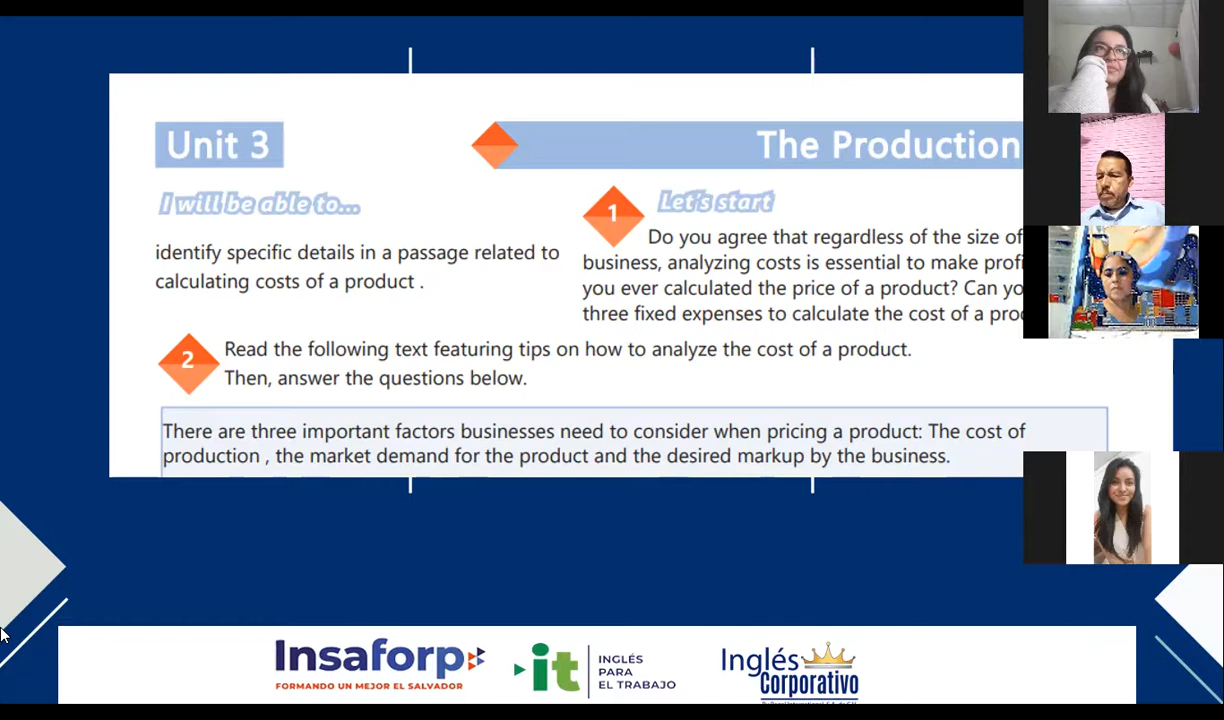 Unit 3
The Production
I will be able to...
identify specific details in a passage related to
calculating costs of a product .
1
Let's start
Do you agree that regardless of the size of
business, analyzing costs is essential to make
you ever calculated the price of a product? Can
three fixed expenses to calculate the cost of a
2
Read the following text featuring tips on how to analyze the cost of a product.
Then, answer the questions below.
There are three important factors businesses need to consider when pricing a product: The cost of
production , the market demand for the product and the desired markup by the business.
Insaforp
FORMANDO UN MEJOR EL SALVADOR
it
INGLÉS
PARA
EL TRABAJO
Inglés
Corporativo